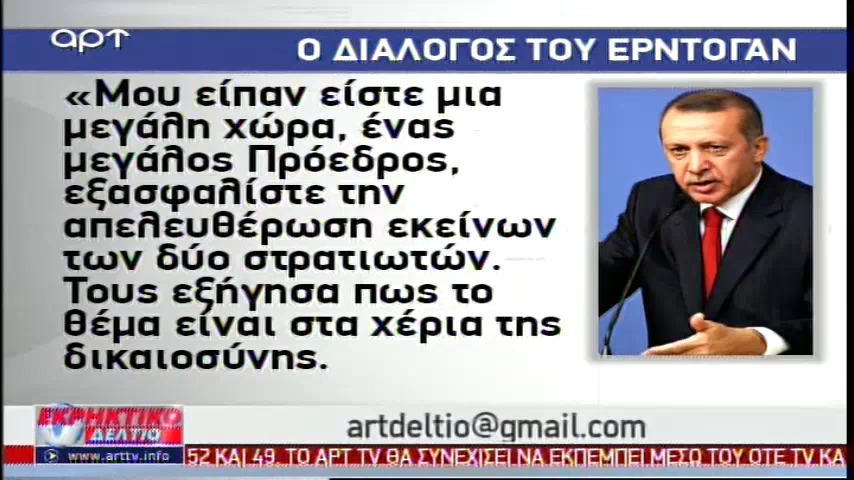 αρτ
Ο ΔΙΑΛΟΓΟΣ ΤΟΥ ΕΡΝΤΟΓΑΝ
«Μου είπαν είστε μια
μεγάλη χώρα, ένας
μεγάλος Πρόεδρος,
εξασφαλίστε την
απελευθέρωση εκείνων
των δύο στρατιωτών.
Τους εξήγησα πως το
θέμα είναι στα χέρια της
δικαιοσύνης.
ΕΚΡΗΚΤΙΚΟ
ΔΕΛΤΙΟ
artdeltio@gmail.com
www.arttv.info
52 ΚΑΙ 49, ΤΟ ΑΡΤ TV ΘΑ ΣΥΝΕΧΙΣΕΙ ΝΑ ΕΚΠΕΜΠΕΙ ΜΕΣΩ ΤΟΥ ΟΤΕ TV ΚΑ